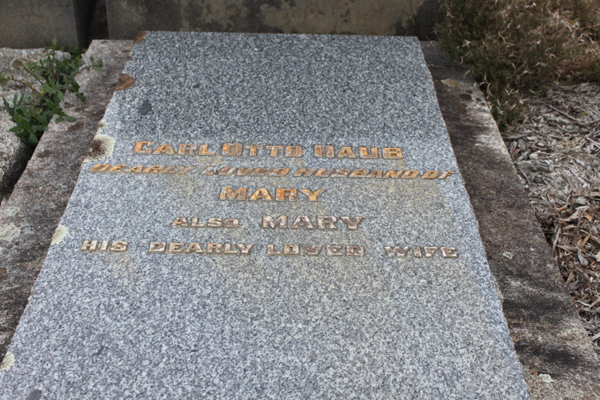 CARL OTTO HAUB
DEARLY LOVED HUSBAND OF
MARY
ALSO MARY
HIS DEARLY LOVED WIFE